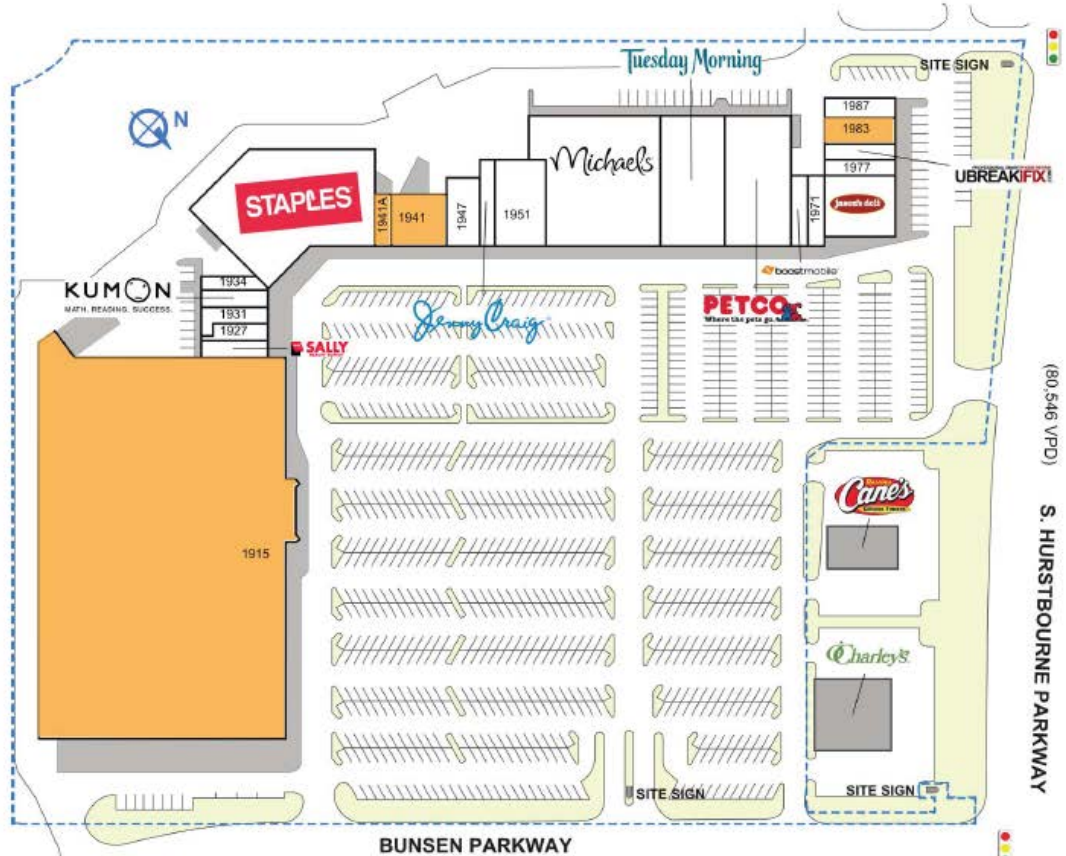 Tuesday Morning
SITE SIGN
N
1987
1983
Michaels
1977
UBREAKIFIX
STAPLES
1941A
1941
1947
1951
1971
jason's deli
boostmobile
1934
KUMON
MATH. READING. SUCCESS.
1931
1927
SALLY
Jenny Craig
PETCO
Where the pets go.
(80,546 VPD)
Cane's
S. HURSTBOURNE PARKWAY
1915
O'Charley's
SITE SIGN
SITE SIGN
BUNSEN PARKWAY